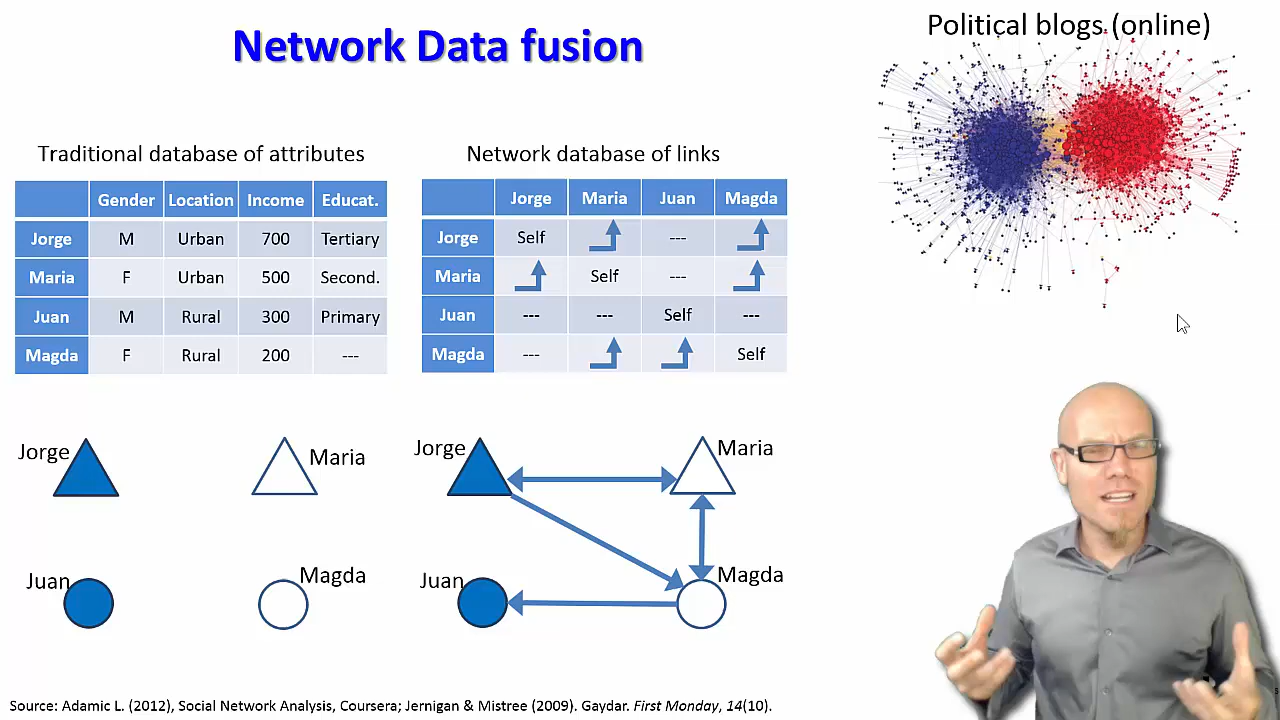 Network Data fusion
Political blogs (online)
Traditional database of attributes
Gender Location Income Educat.
Jorge M Urban 700 Tertiary
Maria F Urban 500 Second.
Juan M Rural 300 Primary
Magda F Rural 200 ---
Network database of links
Jorge Maria Juan Magda
Jorge Self ---
Maria Self ---
Juan --- --- Self ---
Magda --- Self
Jorge
Maria
Juan
Magda
Jorge
Maria
Juan
Magda
Source: Adamic L. (2012), Social Network Analysis, Coursera; Jernigan & Mistree (2009). Gaydar. First Monday, 14(10).